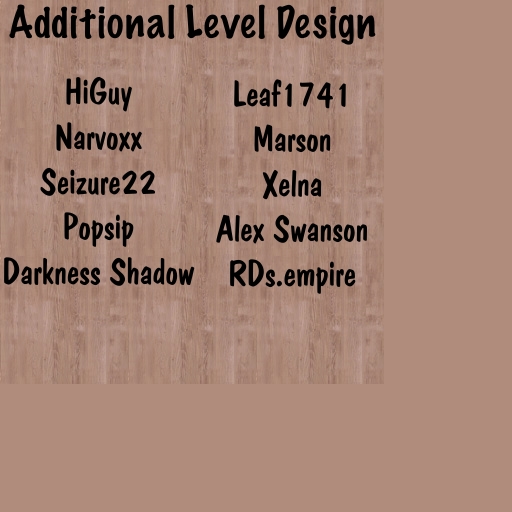 Additional Level Design
HiGuy
Narvoxx
Seizure22
Popsip
Darkness Shadow
Leaf1741
Marson
Xelna
Alex Swanson
RDs.empire